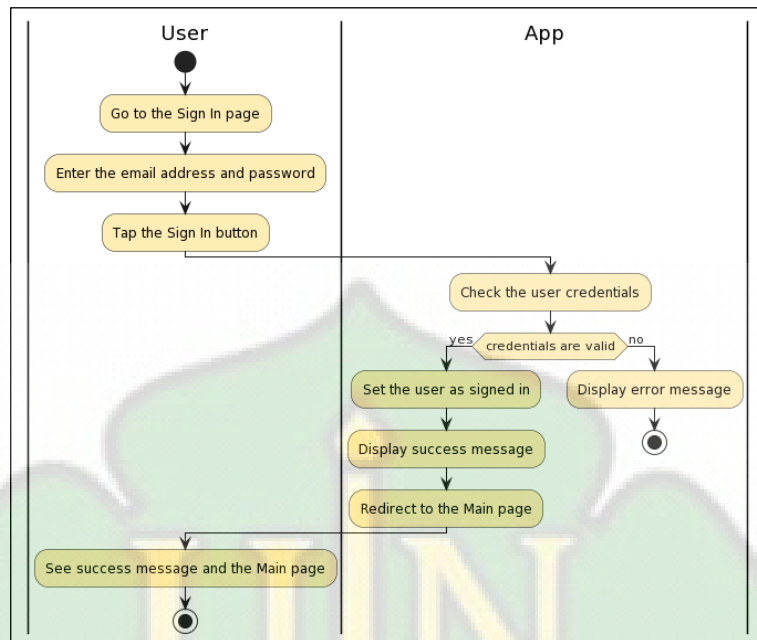 User
App
Go to the Sign In page
Enter the email address and password
Tap the Sign In button
Check the user credentials
yes
credentials are valid
no
Set the user as signed in
Display error message
Display success message
Redirect to the Main page
See success message and the Main page
UIN